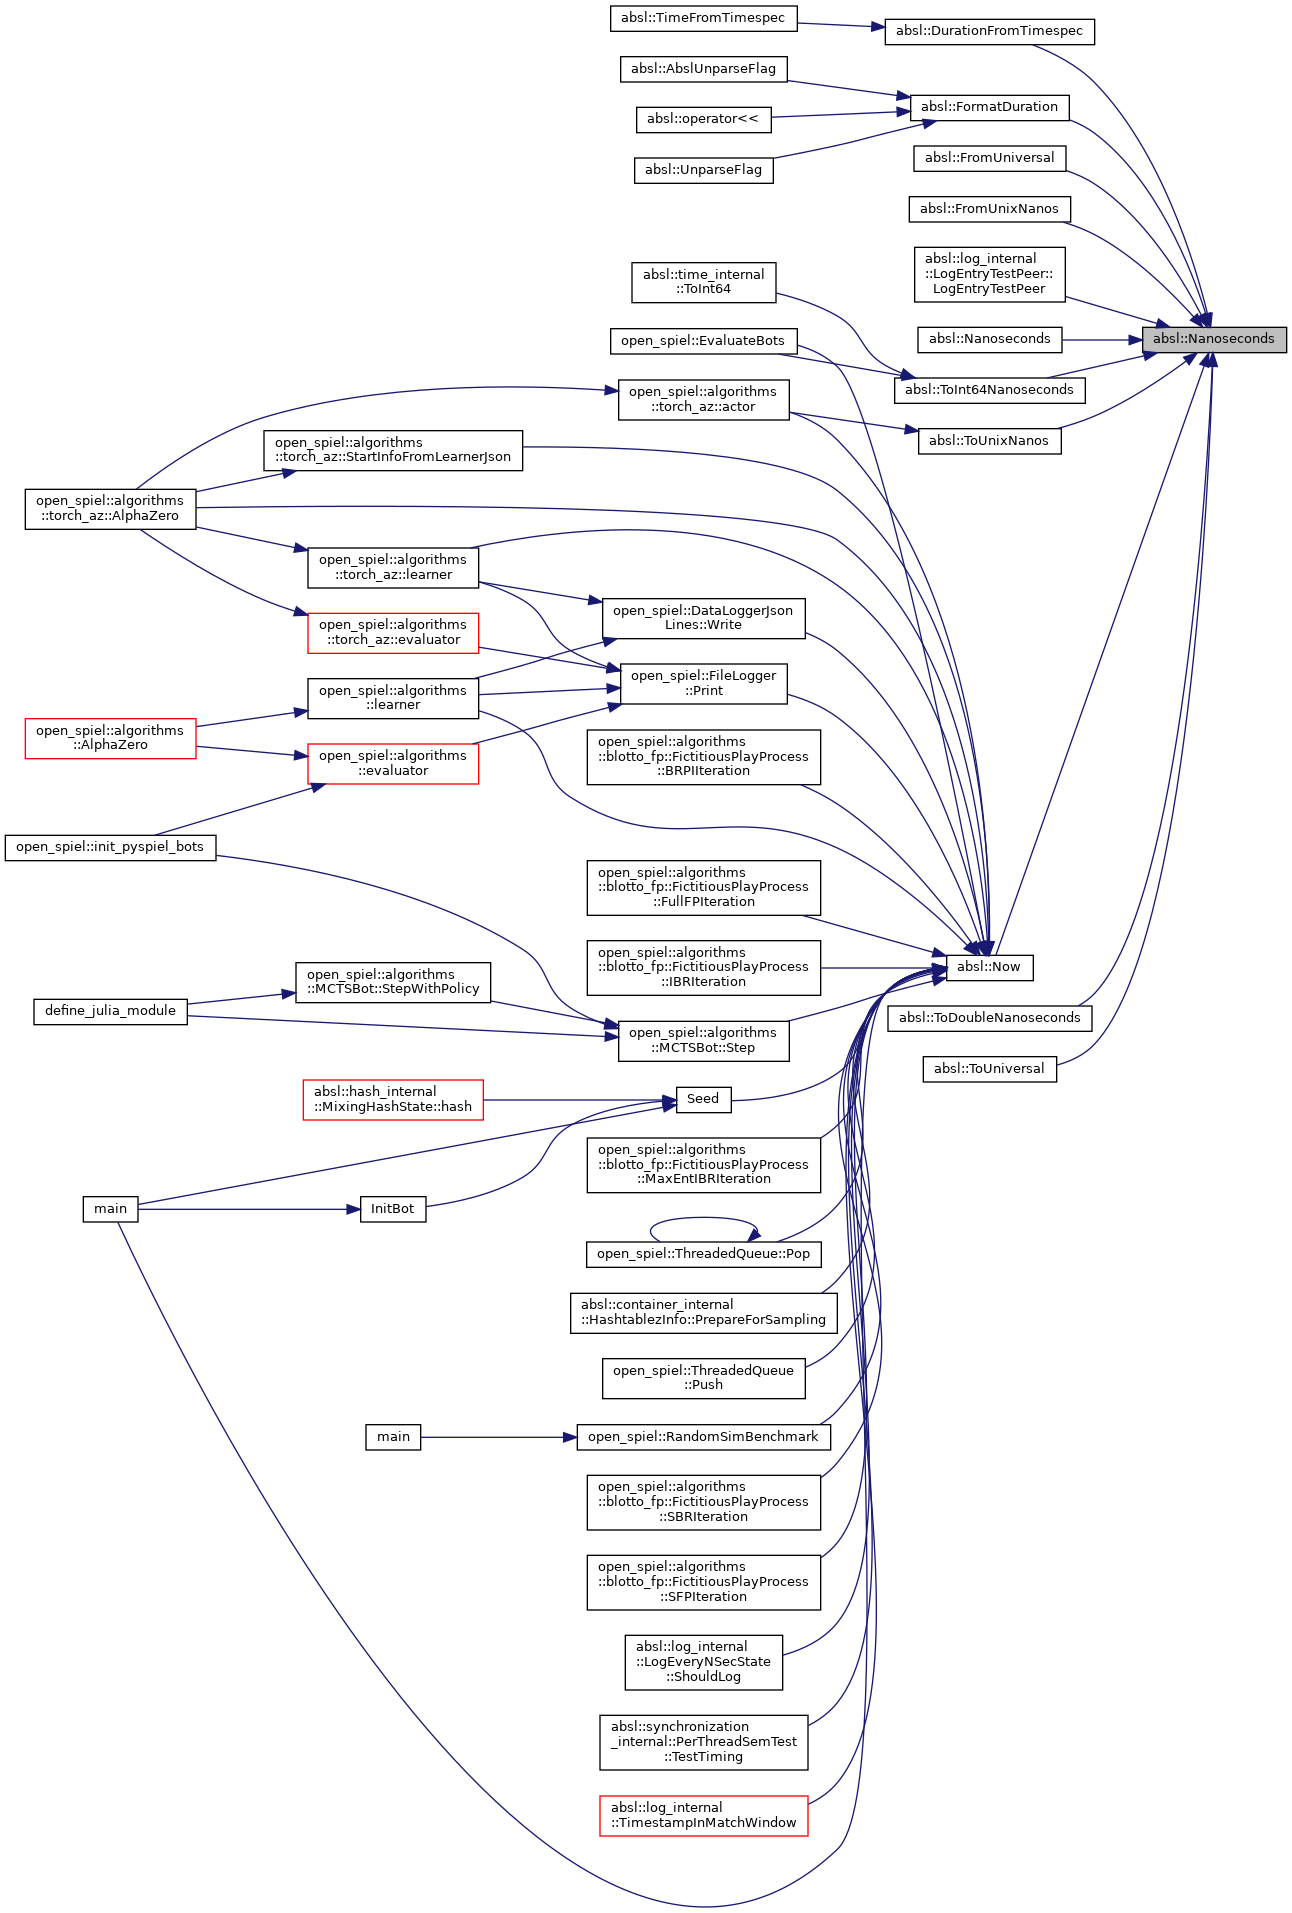 absl::TimeFromTimespec
absl::DurationFromTimespec
absl::AbslUnparseFlag
absl::FormatDuration
absl::operator<<
absl::FromUniversal
absl::UnparseFlag
absl::FromUnixNanos
absl::log_internal
::LogEntryTestPeer::
LogEntryTestPeer
absl::time_internal
::ToInt64
absl::Nanoseconds
absl::Nanoseconds
open_spiel::EvaluateBots
absl::ToInt64Nanoseconds
open_spiel::algorithms
::torch_az::actor
absl::ToUnixNanos
open_spiel::algorithms
::torch_az::StartInfoFromLearnerJson
open_spiel::algorithms
::torch_az::AlphaZero
open_spiel::algorithms
::torch_az::learner
open_spiel::DataLoggerJson
Lines::Write
open_spiel::algorithms
::torch_az::evaluator
open_spiel::FileLogger
::Print
open_spiel::algorithms
::learner
open_spiel::algorithms
::AlphaZero
open_spiel::algorithms
::blotto_fp::FictitiousPlayProcess
::BRPIIteration
open_spiel::algorithms
::evaluator
open_spiel::init_pyspiel_bots
open_spiel::algorithms
::blotto_fp::FictitiousPlayProcess
::FullFPIteration
open_spiel::algorithms
::blotto_fp::FictitiousPlayProcess
::IBRIteration
absl::Now
open_spiel::algorithms
::MCTSBot::StepWithPolicy
define_julia_module
absl::ToDoubleNanoseconds
open_spiel::algorithms
::MCTSBot::Step
absl::ToUniversal
absl::hash_internal
::MixingHashState::hash
Seed
open_spiel::algorithms
::blotto_fp::FictitiousPlayProcess
::MaxEntIBRIteration
main
InitBot
open_spiel::ThreadedQueue::Pop
absl::container_internal
::HashtablezInfo::PrepareForSampling
open_spiel::ThreadedQueue
::Push
main
open_spiel::RandomSimBenchmark
open_spiel::algorithms
::blotto_fp::FictitiousPlayProcess
::SBRIteration
open_spiel::algorithms
::blotto_fp::FictitiousPlayProcess
::SFPIteration
absl::log_internal
::LogEveryNSecState
::ShouldLog
absl::synchronization
_internal::PerThreadSemTest
::TestTiming
absl::log_internal
::TimestampInMatchWindow